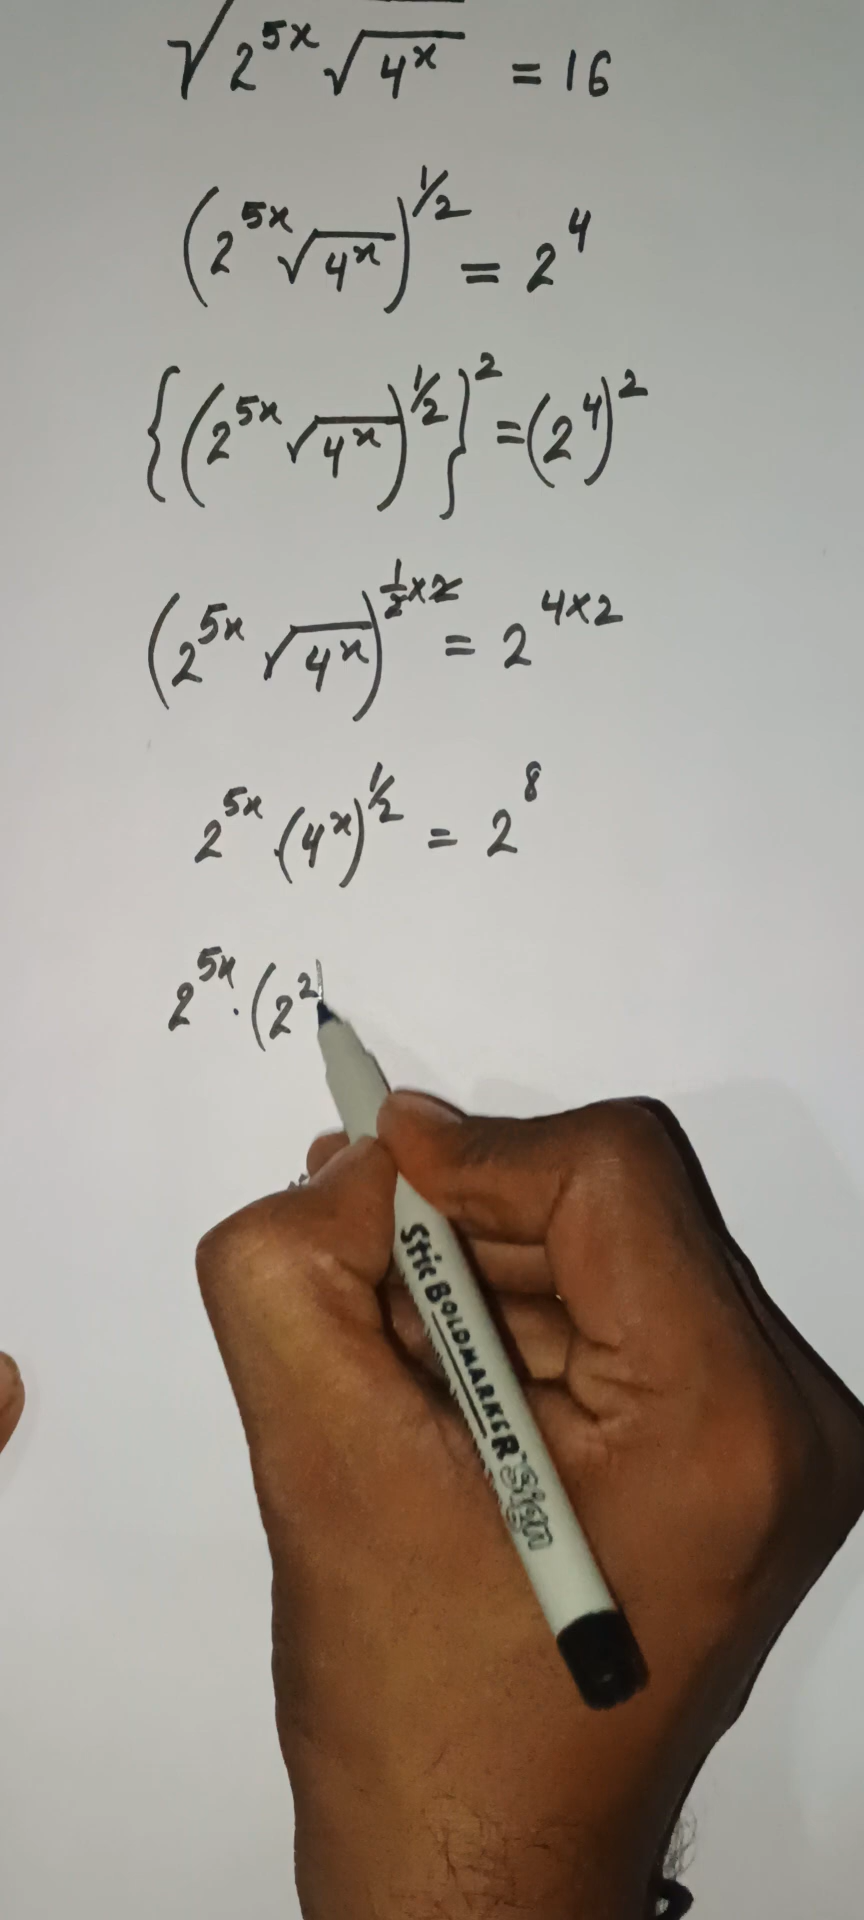 √(2^5x √(4^x)) = 16
(2^5x √(4^x))^1/2 = 2^4
{(2^5x √(4^x))^1/2}^2 = (2^4)^2
(2^5x √(4^x))^1/2×2 = 2^4×2
2^5x · (4^x)^1/2 = 2^8
2^5x · (2^2
Stic BOLDMARKER Sign